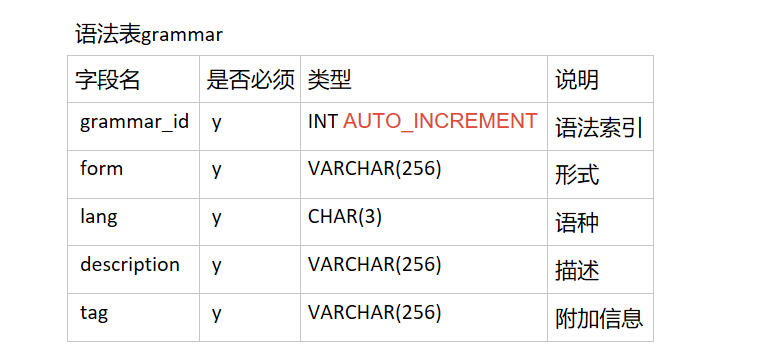 语法表grammar
字段名 是否必须 类型 说明
grammar_id y INT AUTO_INCREMENT 语法索引
form y VARCHAR(256) 形式
lang y CHAR(3) 语种
description y VARCHAR(256) 描述
tag y VARCHAR(256) 附加信息